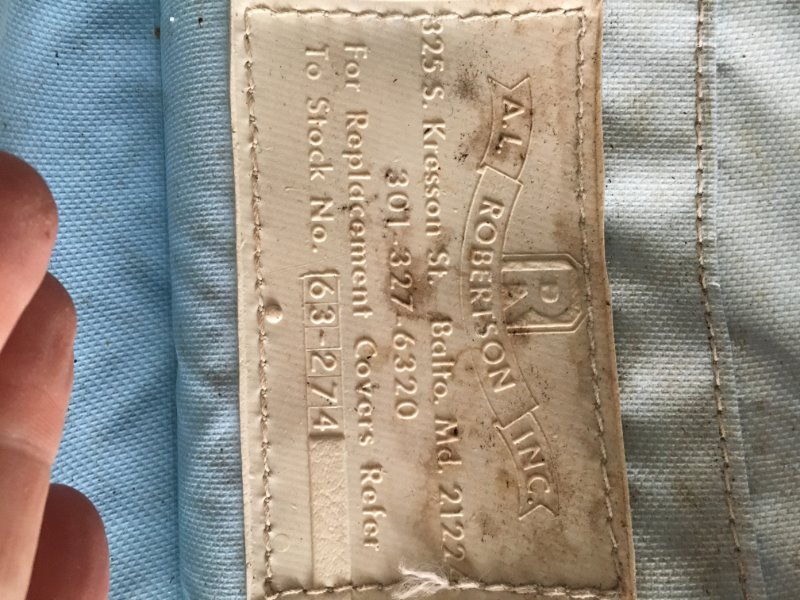 A.L. ROBERTSON INC.
325 S. Kresson St. Balto. Md. 21224
301-327-6320
For Replacement Covers Refer
To Stock No. 63-274